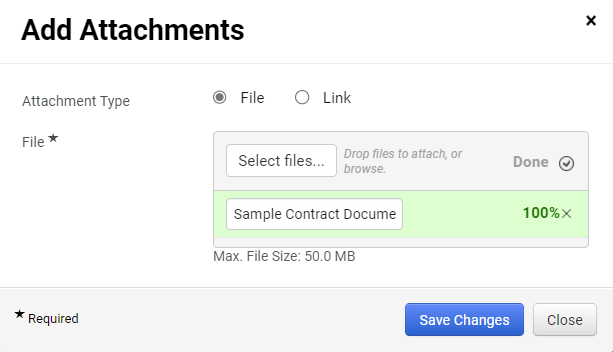 Add Attachments
×
Attachment Type
File
Link
File ★
Select files...
Drop files to attach, or
browse.
Done
Sample Contract Docume
100%×
Max. File Size: 50.0 MB
★ Required
Save Changes
Close